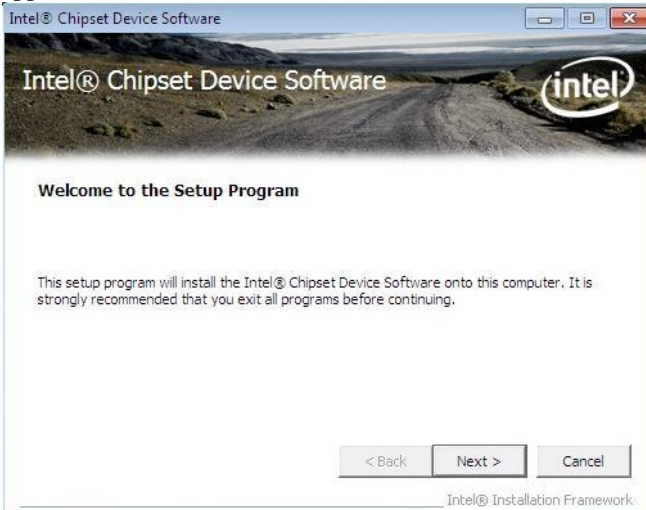 Intel® Chipset Device Software
Intel® Chipset Device Software
intel
Welcome to the Setup Program
This setup program will install the Intel® Chipset Device Software onto this computer. It is
strongly recommended that you exit all programs before continuing.
< Back Next > Cancel
Intel® Installation Framework